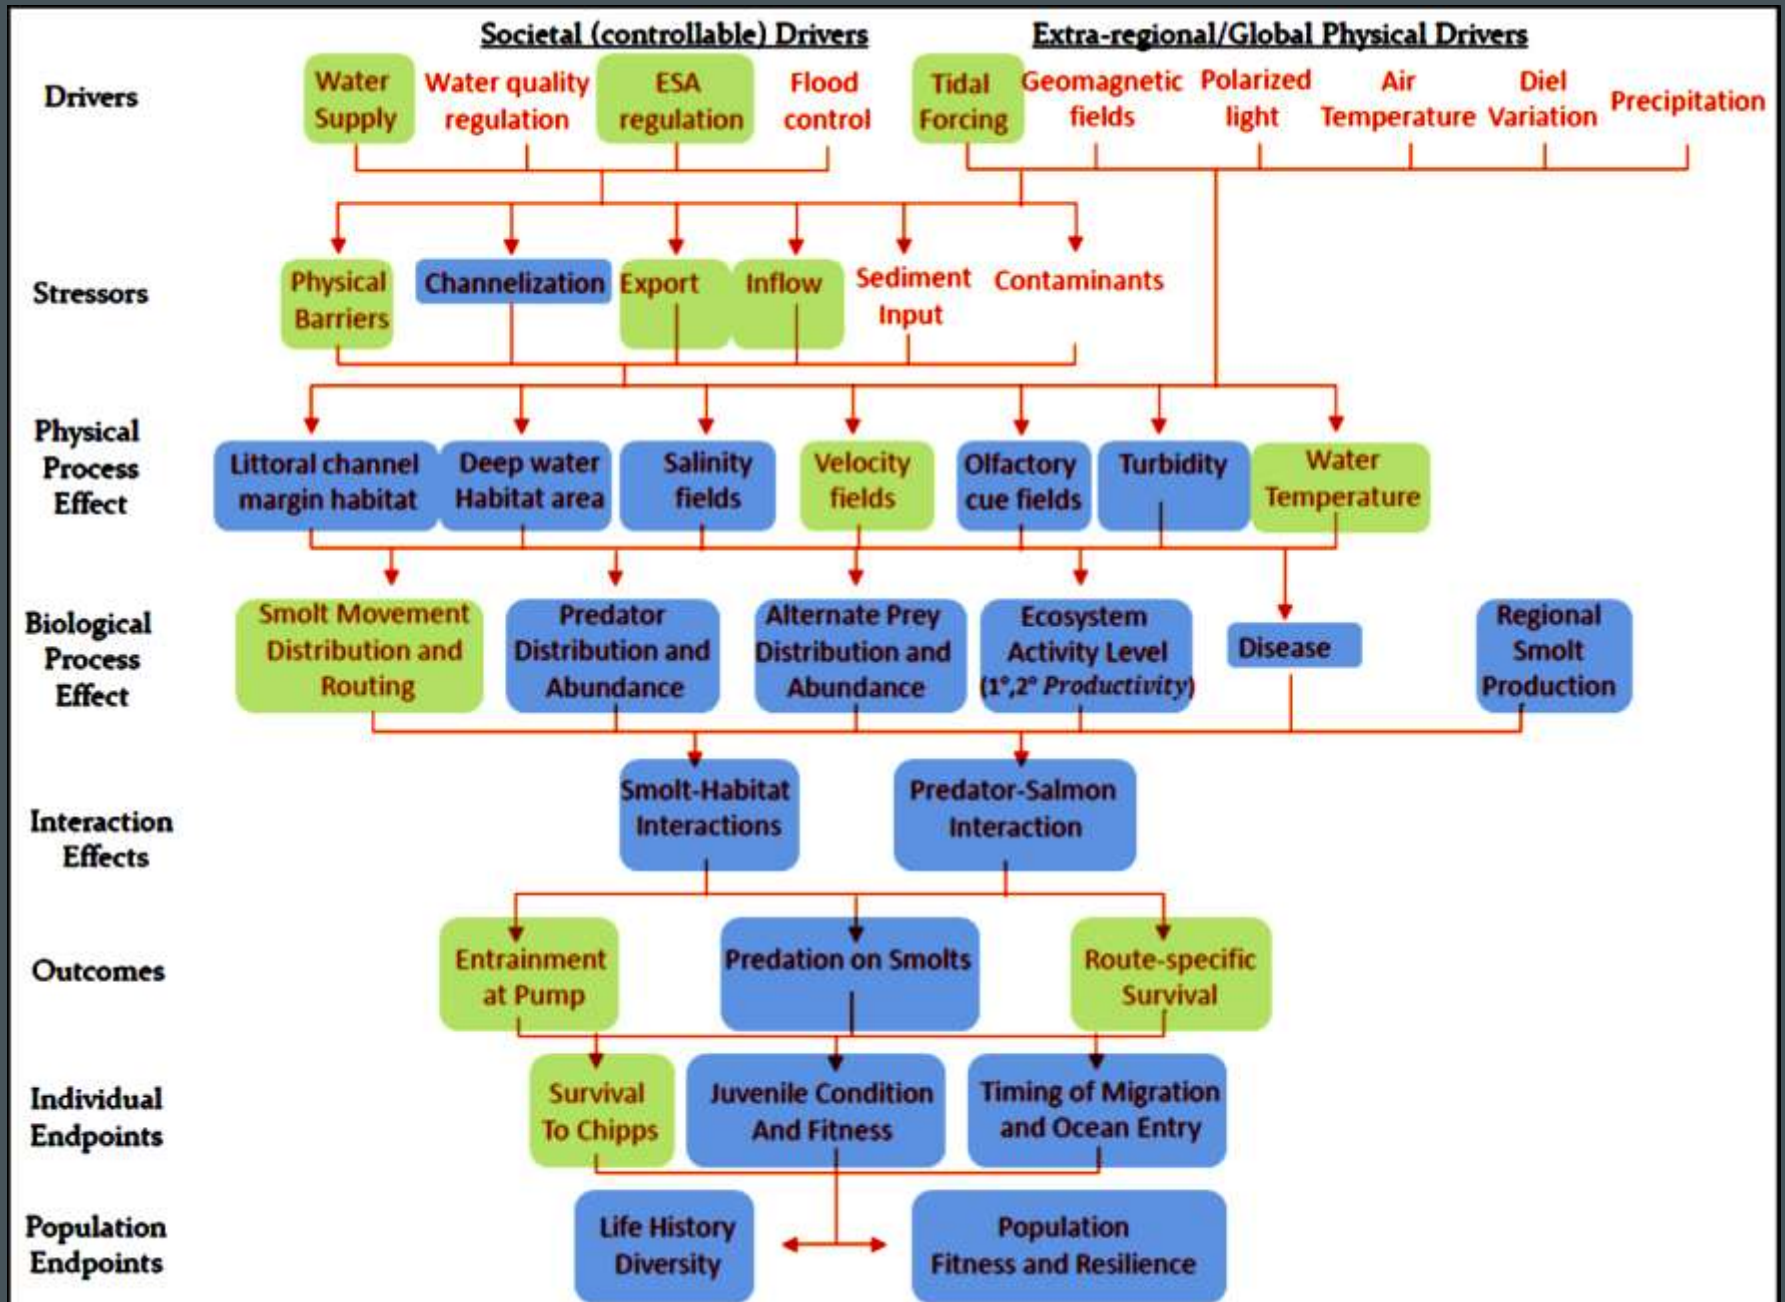 Societal (controllable) Drivers
Extra-regional/Global Physical Drivers
Drivers
Water
Supply
Water quality
regulation
ESA
regulation
Flood
control
Tidal
Forcing
Geomagnetic
fields
Polarized
light
Air
Temperature
Diel
Variation
Precipitation
Stressors
Physical
Barriers
Channelization
Export
Inflow
Sediment
Input
Contaminants
Physical
Process
Effect
Littoral channel
margin habitat
Deep water
Habitat area
Salinity
fields
Velocity
fields
Olfactory
cue fields
Turbidity
Water
Temperature
Biological
Process
Effect
Smolt Movement
Distribution and
Routing
Predator
Distribution and
Abundance
Alternate Prey
Distribution and
Abundance
Ecosystem
Activity Level
(1°,2° Productivity)
Disease
Regional
Smolt
Production
Interaction
Effects
Smolt-Habitat
Interactions
Predator-Salmon
Interaction
Outcomes
Entrainment
at Pump
Predation on Smolts
Route-specific
Survival
Individual
Endpoints
Survival
To Chipps
Juvenile Condition
And Fitness
Timing of Migration
and Ocean Entry
Population
Endpoints
Life History
Diversity
Population
Fitness and Resilience